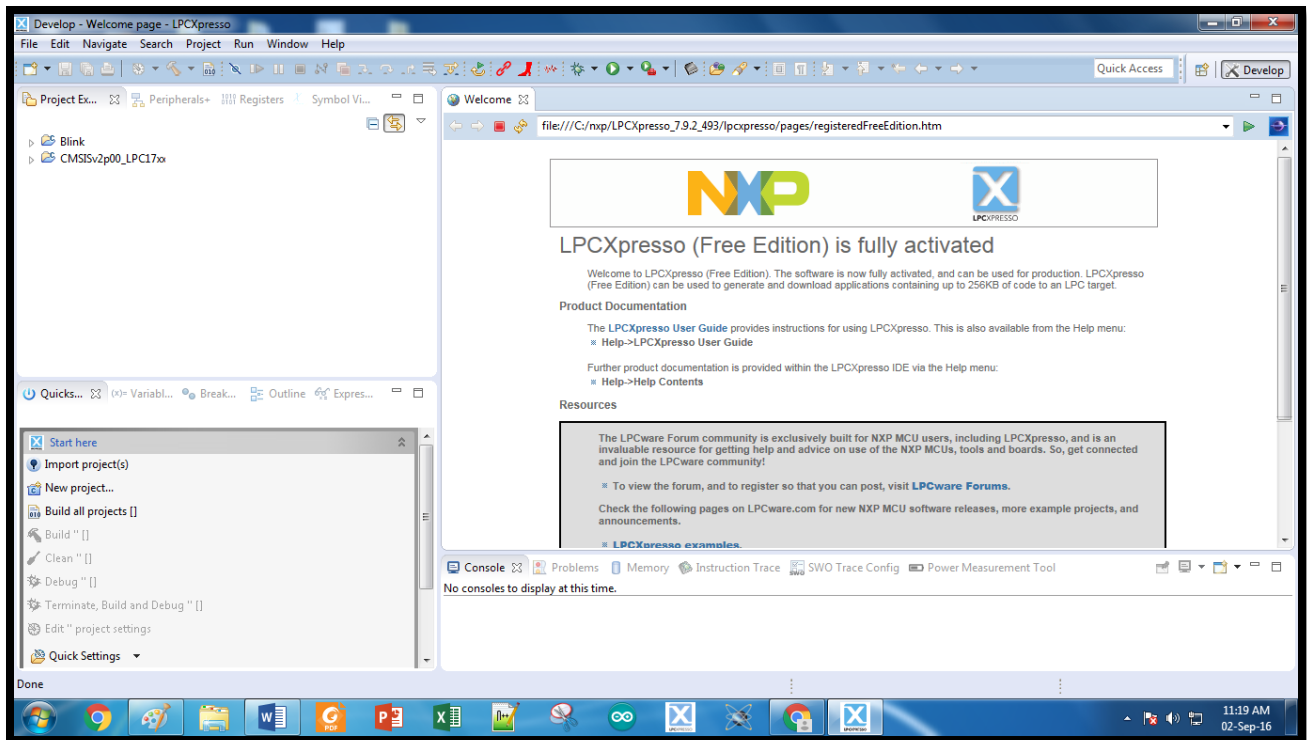 Develop - Welcome page - LPCXpresso
File Edit Navigate Search Project Run Window Help
Quick Access
Develop
Project Ex...
Peripherals+
Registers
Symbol Vi...
Blink
CMSISv2p00_LPC17xx
Quicks...
(x)= Variabl...
Break...
Outline
Expres...
Start here
Import project(s)
New project...
Build all projects []
Build '' []
Clean '' []
Debug '' []
Terminate, Build and Debug '' []
Edit '' project settings
Quick Settings
Welcome
file:///C:/nxp/LPCXpresso_7.9.2_493/lpcxpresso/pages/registeredFreeEdition.htm
NXP
LPCXPRESSO
LPCXpresso (Free Edition) is fully activated
Welcome to LPCXpresso (Free Edition). The software is now fully activated, and can be used for production. LPCXpresso
(Free Edition) can be used to generate and download applications containing up to 256KB of code to an LPC target.
Product Documentation
The LPCXpresso User Guide provides instructions for using LPCXpresso. This is also available from the Help menu:
Help->LPCXpresso User Guide
Further product documentation is provided within the LPCXpresso IDE via the Help menu:
Help->Help Contents
Resources
The LPCware Forum community is exclusively built for NXP MCU users, including LPCXpresso, and is an
invaluable resource for getting help and advice on use of the NXP MCUs, tools and boards. So, get connected
and join the LPCware community!
To view the forum, and to register so that you can post, visit LPCware Forums.
Check the following pages on LPCware.com for new NXP MCU software releases, more example projects, and
announcements.
LPCXpresso examples.
Console
Problems
Memory
Instruction Trace
SWO Trace Config
Power Measurement Tool
No consoles to display at this time.
Done
11:19 AM
02-Sep-16